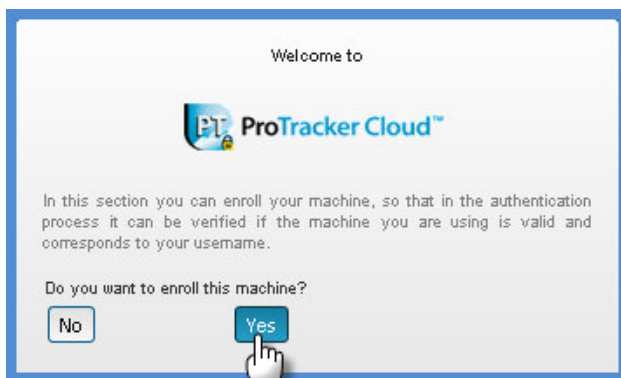 Welcome to
PT ProTracker Cloud™
In this section you can enroll your machine, so that in the authentication
process it can be verified if the machine you are using is valid and
corresponds to your username.
Do you want to enroll this machine?
No Yes